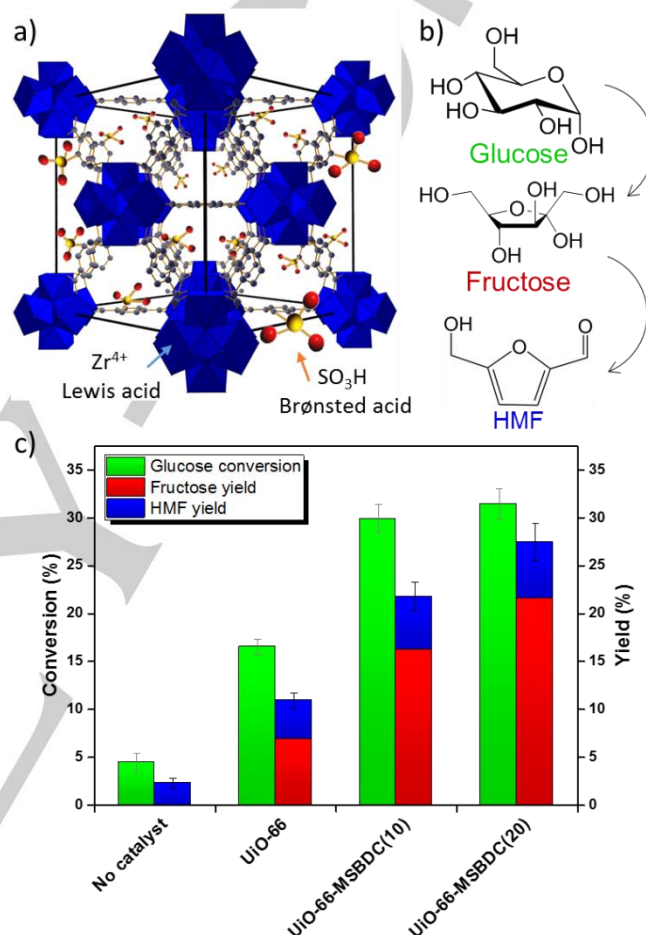 a)
Zr⁴⁺
Lewis acid
SO₃H
Brønsted acid
b)
OH
HO
O
HO
OH
OH
Glucose
HO
OH
OH
O
OH
OH
Fructose
OH
O
O
HMF
c)
Glucose conversion
Fructose yield
HMF yield
Conversion (%)
35
30
25
20
15
10
5
0
Yield (%)
35
30
25
20
15
10
5
0
No catalyst
UiO-66
UiO-66-MSBDC(10)
UiO-66-MSBDC(20)